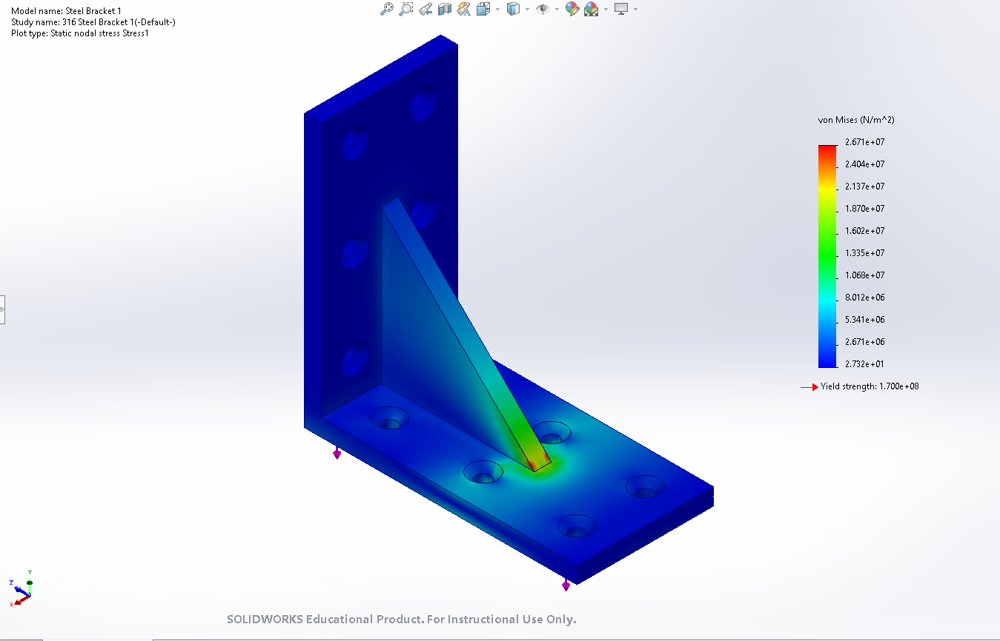 Model name: Steel Bracket 1
Study name: 316 Steel Bracket 1(-Default-)
Plot type: Static nodal stress Stress1
von Mises (N/m^2)
2.671e+07
2.404e+07
2.137e+07
1.870e+07
1.602e+07
1.335e+07
1.068e+07
8.012e+06
5.341e+06
2.671e+06
2.732e+01
Yield strength: 1.700e+08
Y
Z
X
SOLIDWORKS Educational Product. For Instructional Use Only.